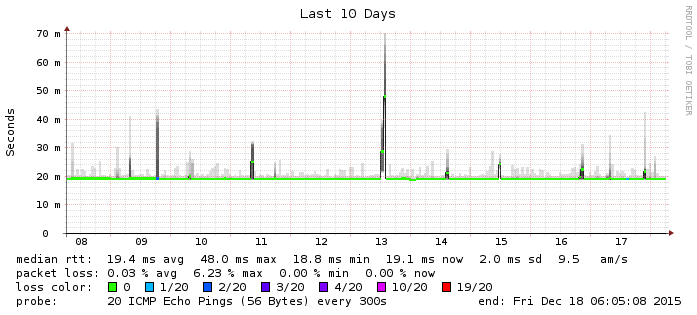 Last 10 Days
RRDTOOL / TOBI OETIKER
Seconds
70 m
60 m
50 m
40 m
30 m
20 m
10 m
0
08 09 10 11 12 13 14 15 16 17
median rtt: 19.4 ms avg 48.0 ms max 18.8 ms min 19.1 ms now 2.0 ms sd 9.5 am/s
packet loss: 0.03 % avg 6.23 % max 0.00 % min 0.00 % now
loss color: 0 1/20 2/20 3/20 4/20 10/20 19/20
probe: 20 ICMP Echo Pings (56 Bytes) every 300s end: Fri Dec 18 06:05:08 2015